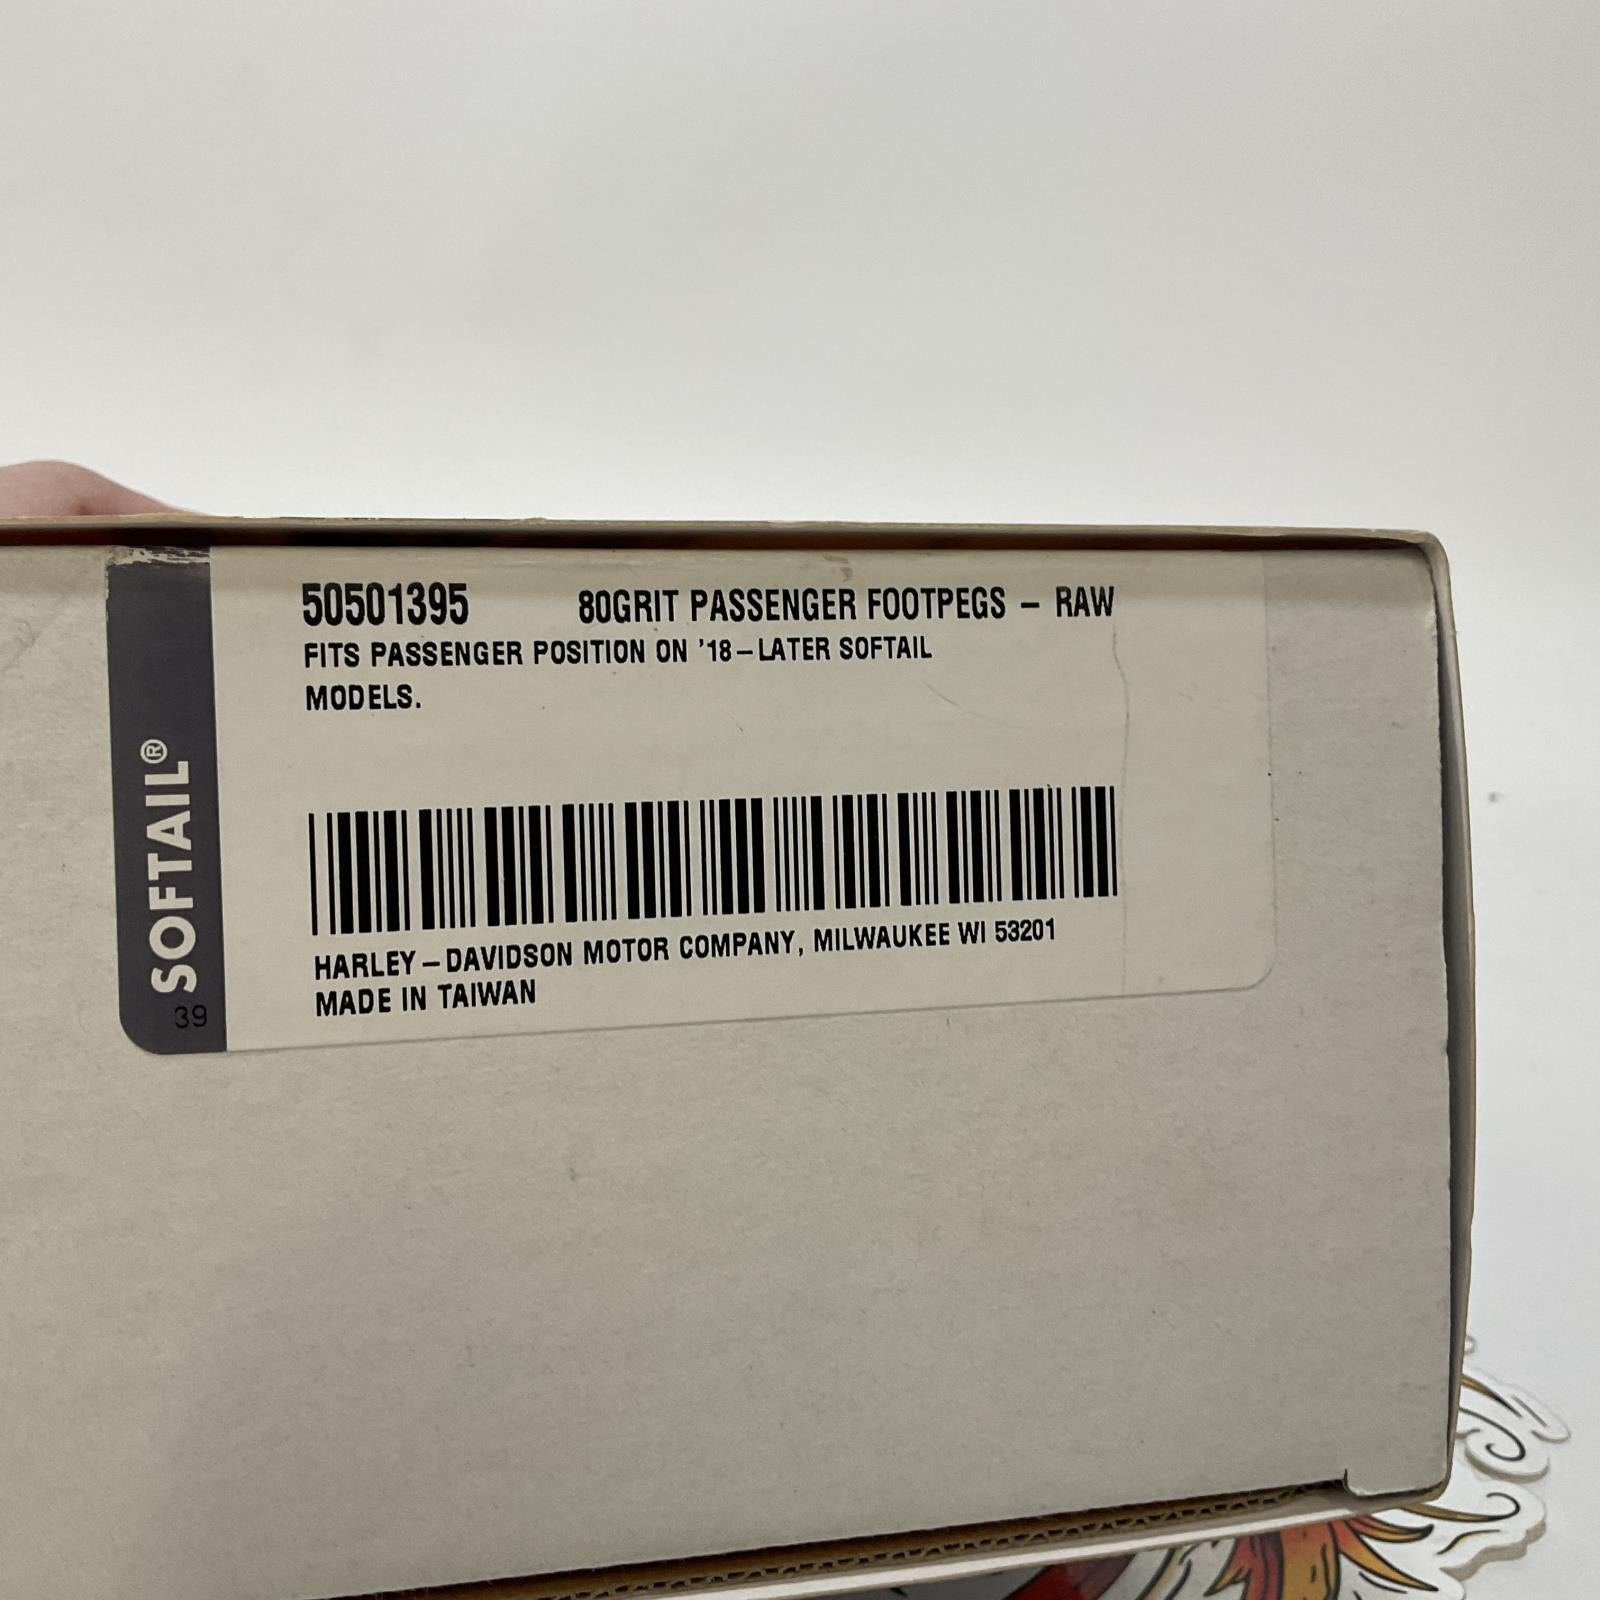 50501395 80GRIT PASSENGER FOOTPEGS – RAW
FITS PASSENGER POSITION ON '18–LATER SOFTAIL
MODELS.
HARLEY–DAVIDSON MOTOR COMPANY, MILWAUKEE WI 53201
MADE IN TAIWAN
SOFTAIL®
39